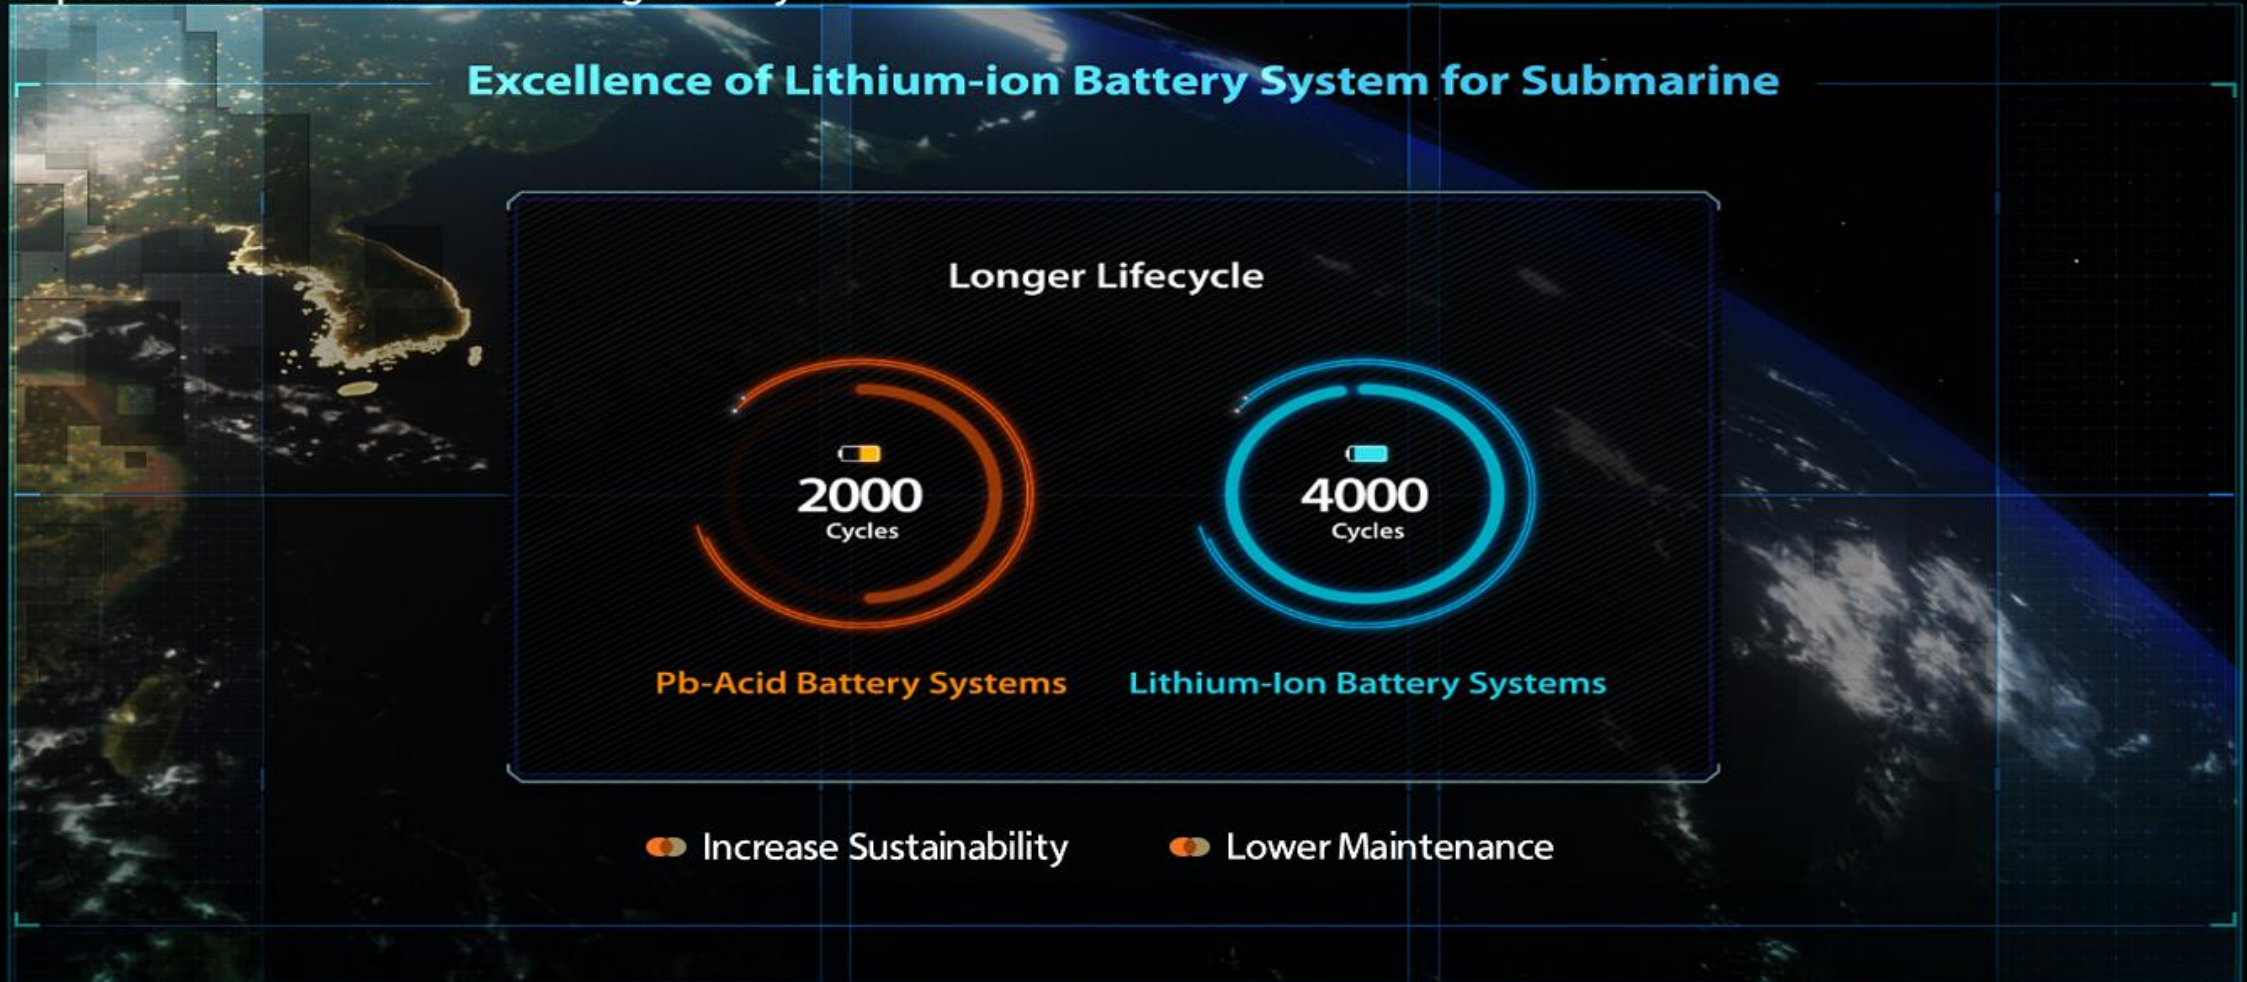 Excellence of Lithium-ion Battery System for Submarine
Longer Lifecycle
2000
Cycles
4000
Cycles
Pb-Acid Battery Systems
Lithium-Ion Battery Systems
Increase Sustainability
Lower Maintenance